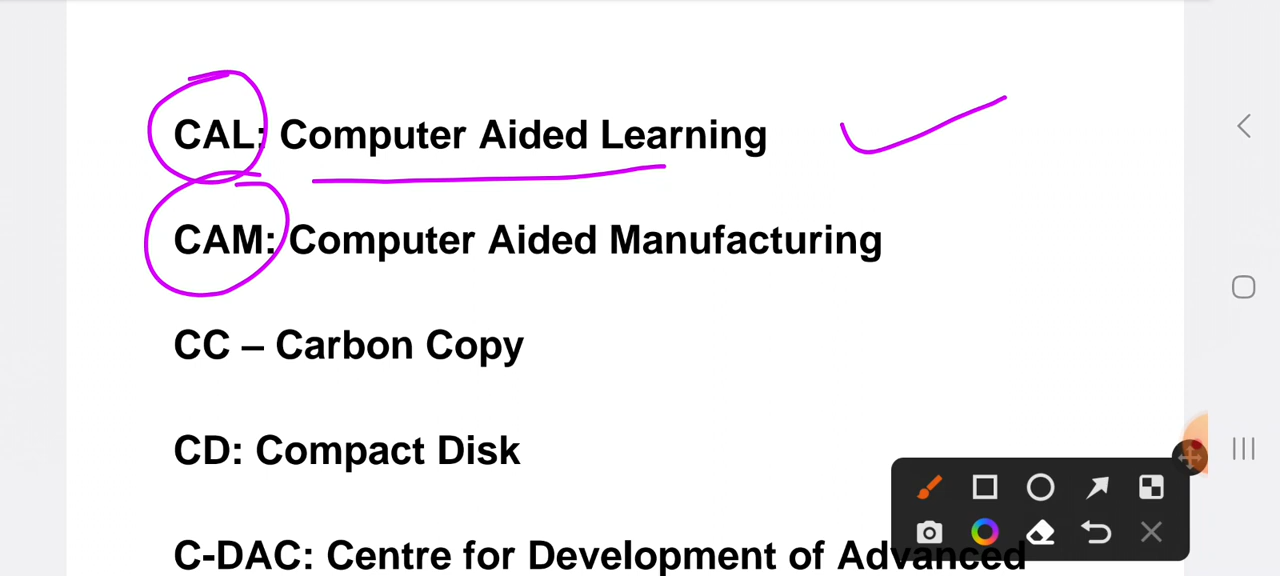 CAL: Computer Aided Learning
CAM: Computer Aided Manufacturing
CC – Carbon Copy
CD: Compact Disk
C-DAC: Centre for Development of Advanced